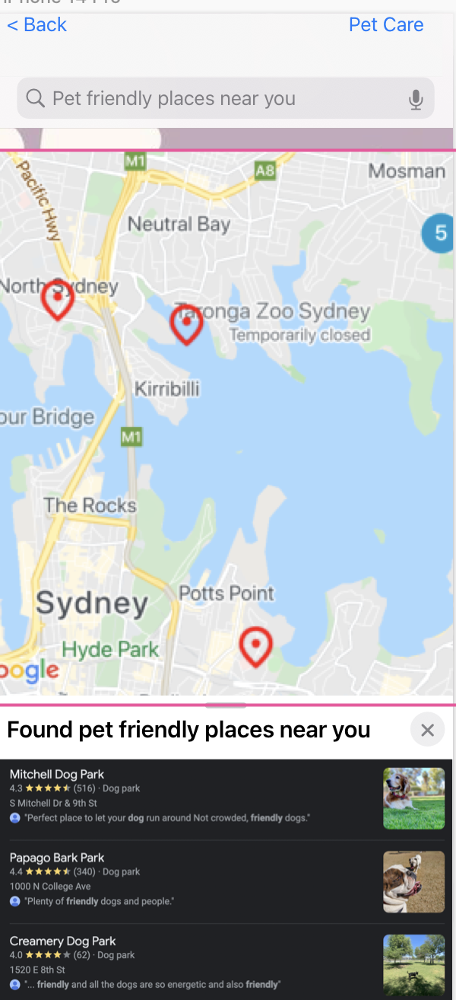 < Back
Pet Care
Pet friendly places near you
M1
A8
Mosman
Pacific Hwy
5
Neutral Bay
North Sydney
Taronga Zoo Sydney
Temporarily closed
Kirribilli
our Bridge
M1
The Rocks
Potts Point
Sydney
Hyde Park
oogle
Found pet friendly places near you
Mitchell Dog Park
4.3 (516) · Dog park
S Mitchell Dr & 9th St
"Perfect place to let your dog run around Not crowded, friendly dogs."
Papago Bark Park
4.4 (340) · Dog park
1000 N College Ave
"Plenty of friendly dogs and people."
Creamery Dog Park
4.0 (62) · Dog park
1520 E 8th St
"... friendly and all the dogs are so energetic and also friendly"